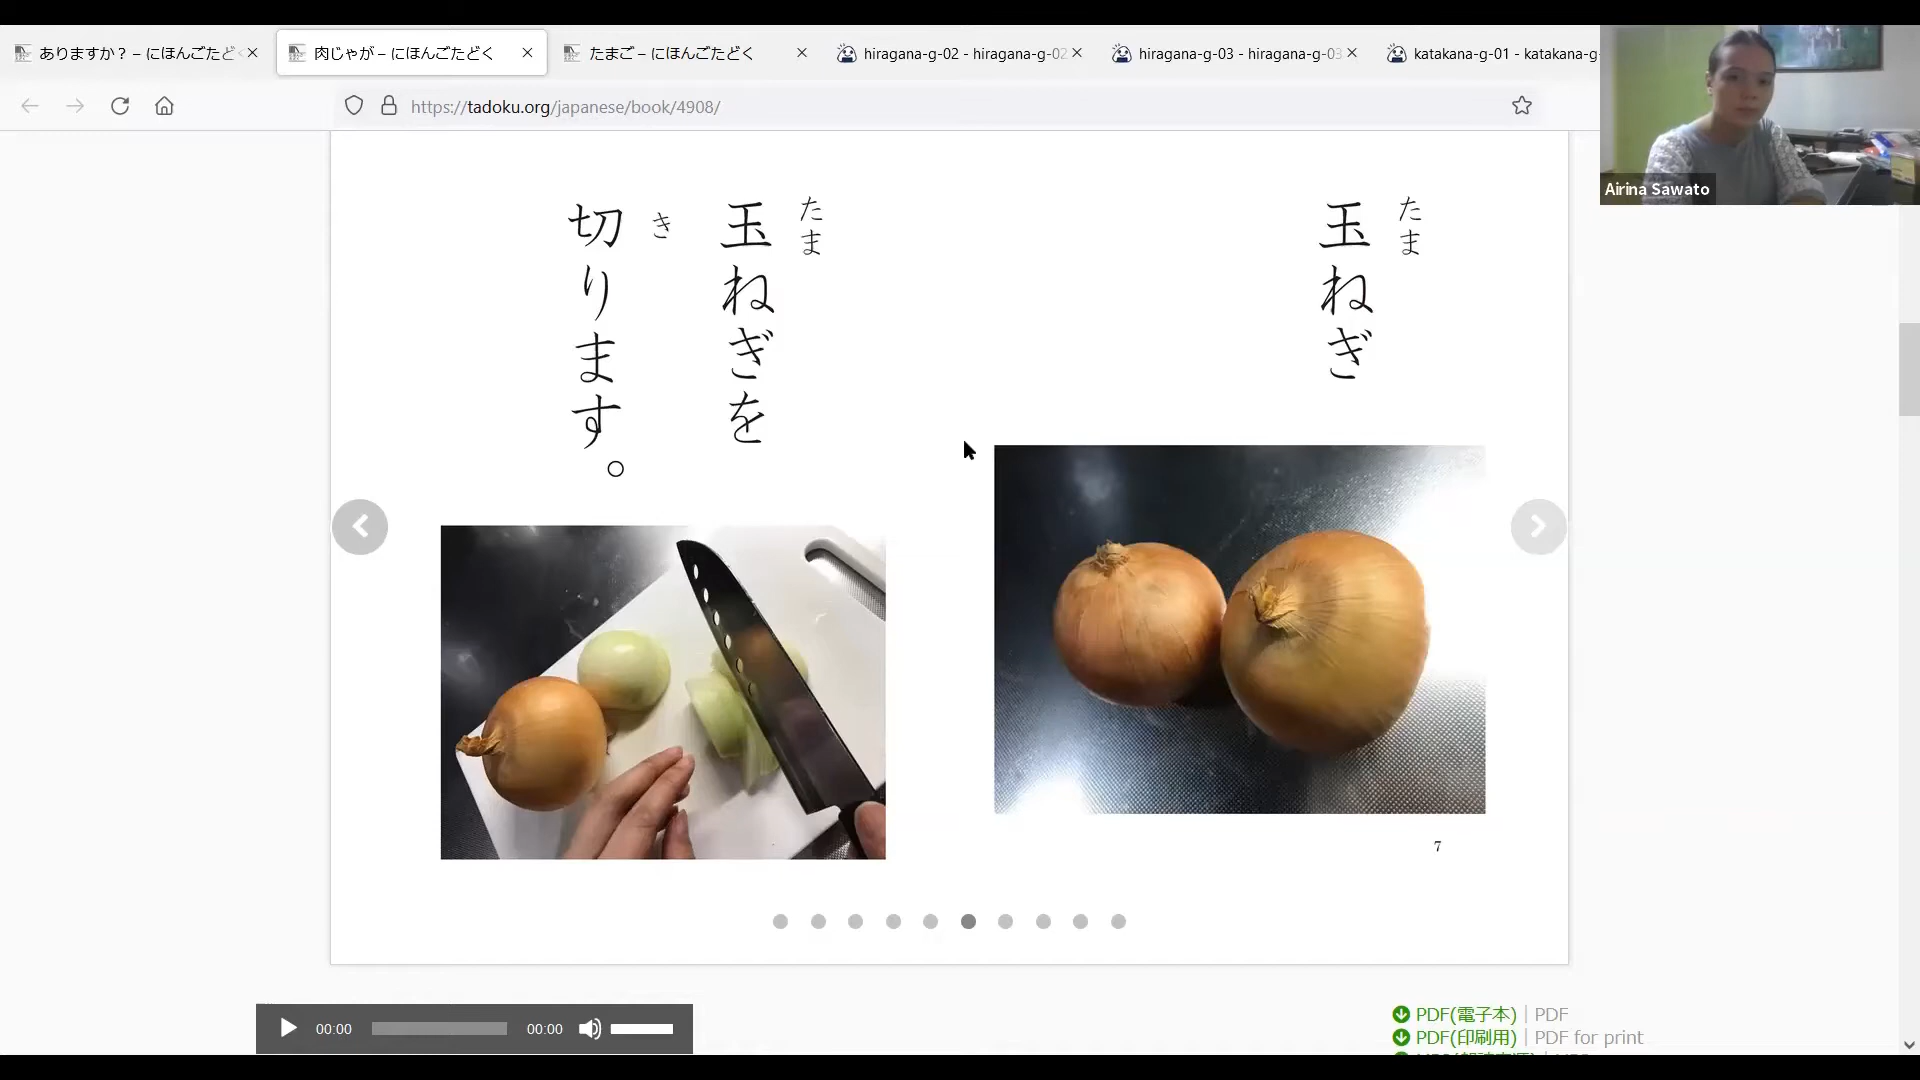 ありますか？ – にほんごたどく
肉じゃが – にほんごたどく
たまご – にほんごたどく
hiragana-g-02 - hiragana-g-02
hiragana-g-03 - hiragana-g-03
katakana-g-01 - katakana-g-
https://tadoku.org/japanese/book/4908/
Airina Sawato
たま
玉ねぎ
たま
玉ねぎを
き
切ります。
7
00:00
00:00
PDF(電子本) | PDF
PDF(印刷用) | PDF for print